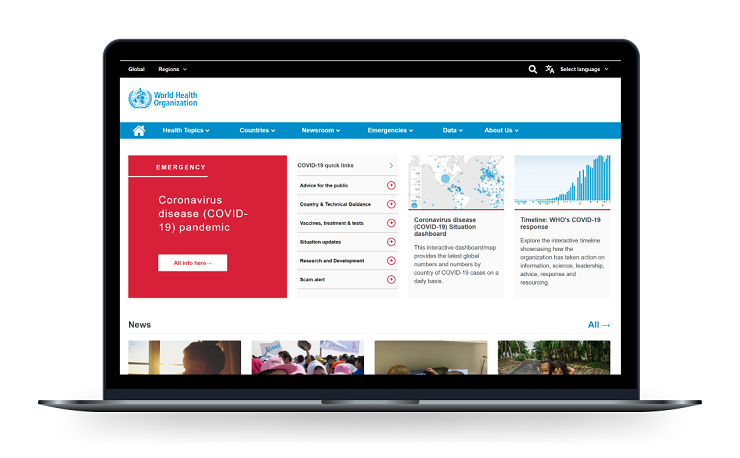 Global Regions Select language
World Health
Organization
Health Topics Countries Newsroom Emergencies Data About Us
EMERGENCY
Coronavirus
disease (COVID-
19) pandemic
All info here→
COVID-19 quick links
Advice for the public
Country & Technical Guidance
Vaccines, treatment & tests
Situation updates
Research and Development
Scam alert
Coronavirus disease
(COVID-19) Situation
dashboard
This interactive dashboard/map
provides the latest global
numbers and numbers by
country of COVID-19 cases on a
daily basis.
Timeline: WHO's COVID-19
response
Explore the interactive timeline
showcasing how the
organization has taken action on
information, science, leadership,
advice, response and
resourcing.
News
All →